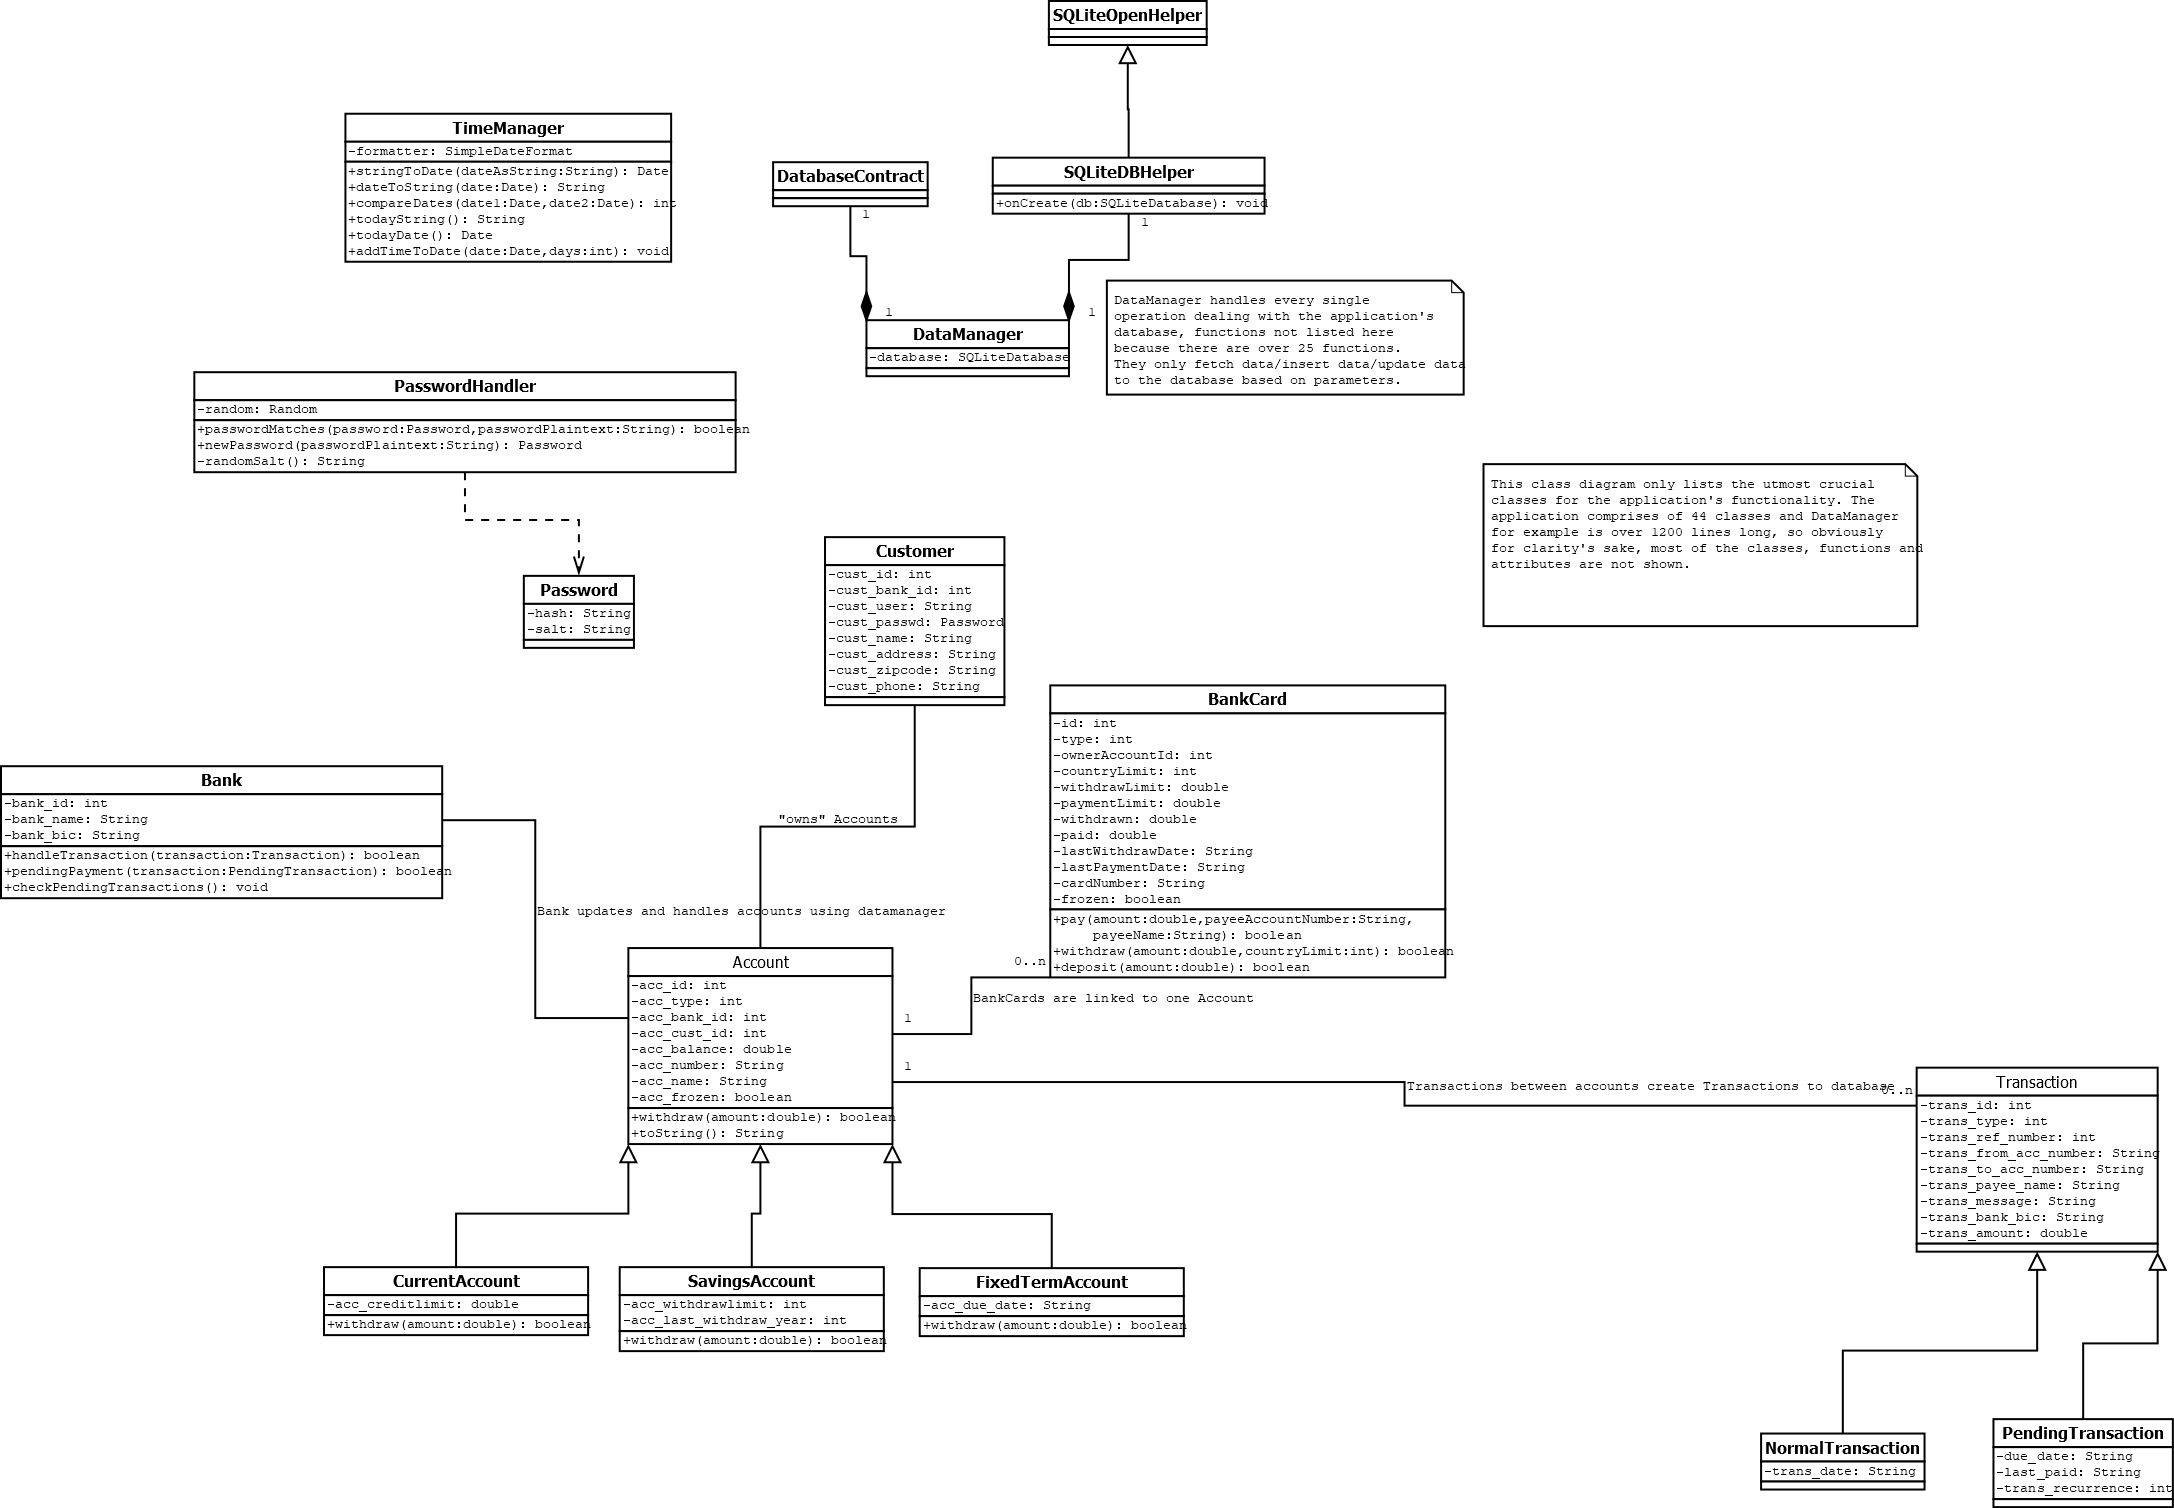 SQLiteOpenHelper
TimeManager
-formatter: SimpleDateFormat
+stringToDate(dateAsString:String): Date
+dateToString(date:Date): String
+compareDates(date1:Date,date2:Date): int
+todayString(): String
+todayDate(): Date
+addTimeToDate(date:Date,days:int): void
DatabaseContract
1
SQLiteDBHelper
+onCreate(db:SQLiteDatabase): void
1
1
1
DataManager
-database: SQLiteDatabase
DataManager handles every single
operation dealing with the application's
database, functions not listed here
because there are over 25 functions.
They only fetch data/insert data/update data
to the database based on parameters.
PasswordHandler
-random: Random
+passwordMatches(password:Password,passwordPlaintext:String): boolean
+newPassword(passwordPlaintext:String): Password
-randomSalt(): String
This class diagram only lists the utmost crucial
classes for the application's functionality. The
application comprises of 44 classes and DataManager
for example is over 1200 lines long, so obviously
for clarity's sake, most of the classes, functions and
attributes are not shown.
Password
-hash: String
-salt: String
Customer
-cust_id: int
-cust_bank_id: int
-cust_user: String
-cust_passwd: Password
-cust_name: String
-cust_address: String
-cust_zipcode: String
-cust_phone: String
BankCard
-id: int
-type: int
-ownerAccountId: int
-countryLimit: int
-withdrawLimit: double
-paymentLimit: double
-withdrawn: double
-paid: double
-lastWithdrawDate: String
-lastPaymentDate: String
-cardNumber: String
-frozen: boolean
+pay(amount:double,payeeAccountNumber:String,
payeeName:String): boolean
+withdraw(amount:double,countryLimit:int): boolean
+deposit(amount:double): boolean
Bank
-bank_id: int
-bank_name: String
-bank_bic: String
+handleTransaction(transaction:Transaction): boolean
+pendingPayment(transaction:PendingTransaction): boolean
+checkPendingTransactions(): void
"owns" Accounts
Bank updates and handles accounts using datamanager
0..n
BankCards are linked to one Account
1
1
Account
-acc_id: int
-acc_type: int
-acc_bank_id: int
-acc_cust_id: int
-acc_balance: double
-acc_number: String
-acc_name: String
-acc_frozen: boolean
+withdraw(amount:double): boolean
+toString(): String
Transactions between accounts create Transactions to database
0..n
Transaction
-trans_id: int
-trans_type: int
-trans_ref_number: int
-trans_from_acc_number: String
-trans_to_acc_number: String
-trans_payee_name: String
-trans_message: String
-trans_bank_bic: String
-trans_amount: double
CurrentAccount
-acc_creditlimit: double
+withdraw(amount:double): boolean
SavingsAccount
-acc_withdrawlimit: int
-acc_last_withdraw_year: int
+withdraw(amount:double): boolean
FixedTermAccount
-acc_due_date: String
+withdraw(amount:double): boolean
NormalTransaction
-trans_date: String
PendingTransaction
-due_date: String
-last_paid: String
-trans_recurrence: int